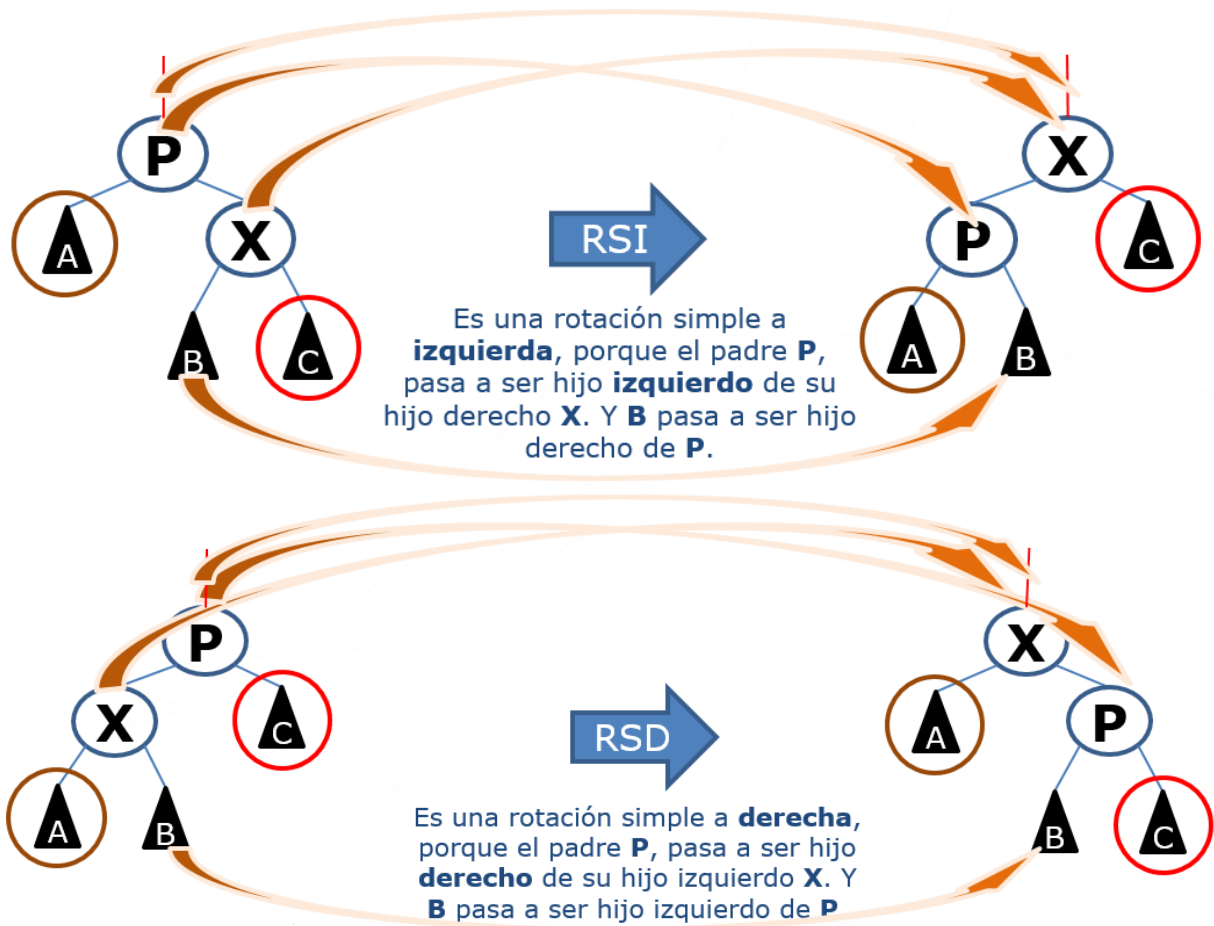 P
X
A
X
RSI
P
C
B
C
A
B
Es una rotación simple a
izquierda, porque el padre P,
pasa a ser hijo izquierdo de su
hijo derecho X. Y B pasa a ser hijo
derecho de P.
P
X
X
C
RSD
A
P
A
B
B
C
Es una rotación simple a derecha,
porque el padre P, pasa a ser hijo
derecho de su hijo izquierdo X. Y
B pasa a ser hijo izquierdo de P